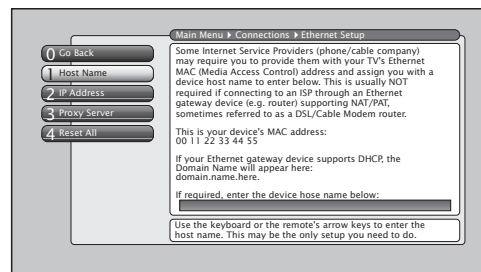 Main Menu ▶ Connections ▶ Ethernet Setup
0 Go Back
1 Host Name
2 IP Address
3 Proxy Server
4 Reset All
Some Internet Service Providers (phone/cable company)
may require you to provide them with your TV's Ethernet
MAC (Media Access Control) address and assign you with a
device host name to enter below. This is usually NOT
required if connecting to an ISP through an Ethernet
gateway device (e.g. router) supporting NAT/PAT,
sometimes referred to as a DSL/Cable Modem router.
This is your device's MAC address:
00 11 22 33 44 55
If your Ethernet gateway device supports DHCP, the
Domain Name will appear here:
domain.name.here.
If required, enter the device hose name below:
Use the keyboard or the remote's arrow keys to enter the
host name. This may be the only setup you need to do.